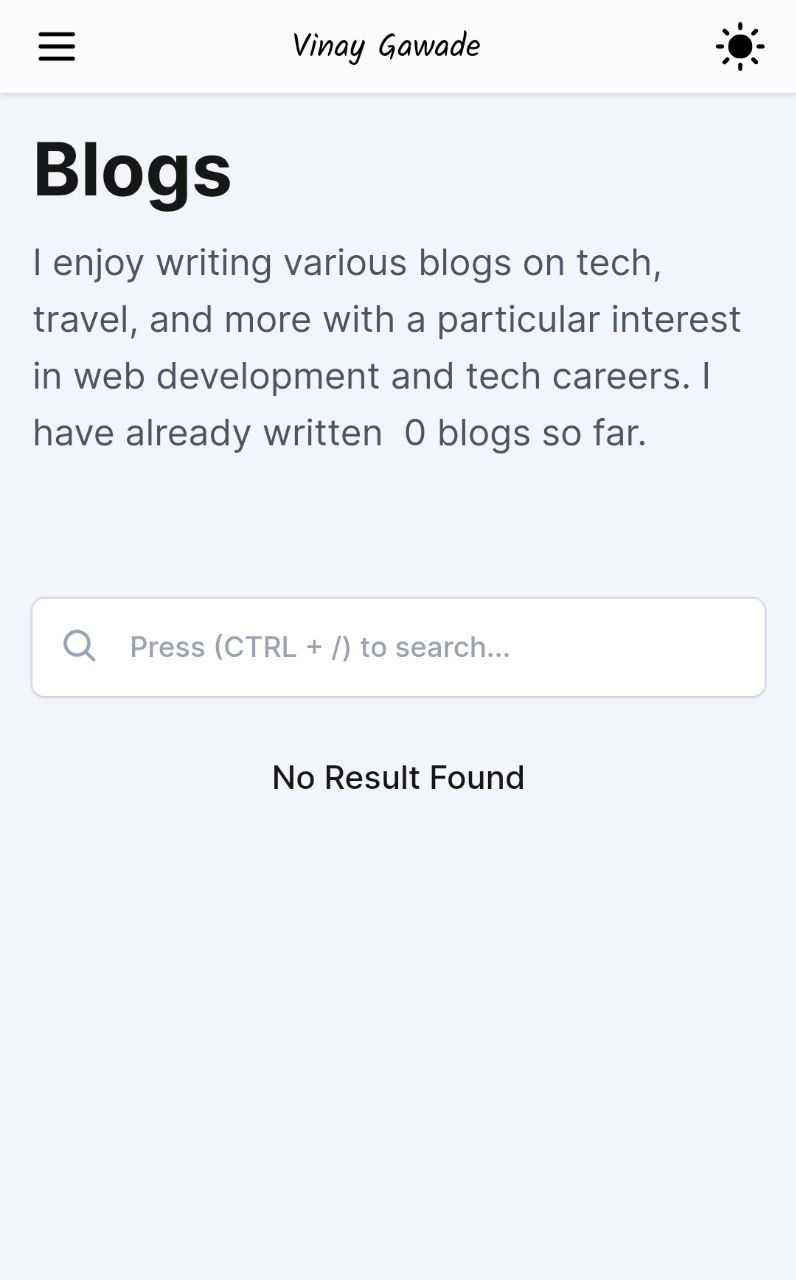 Vinay Gawade
Blogs
I enjoy writing various blogs on tech,
travel, and more with a particular interest
in web development and tech careers. I
have already written  0 blogs so far.
Press (CTRL + /) to search...
No Result Found